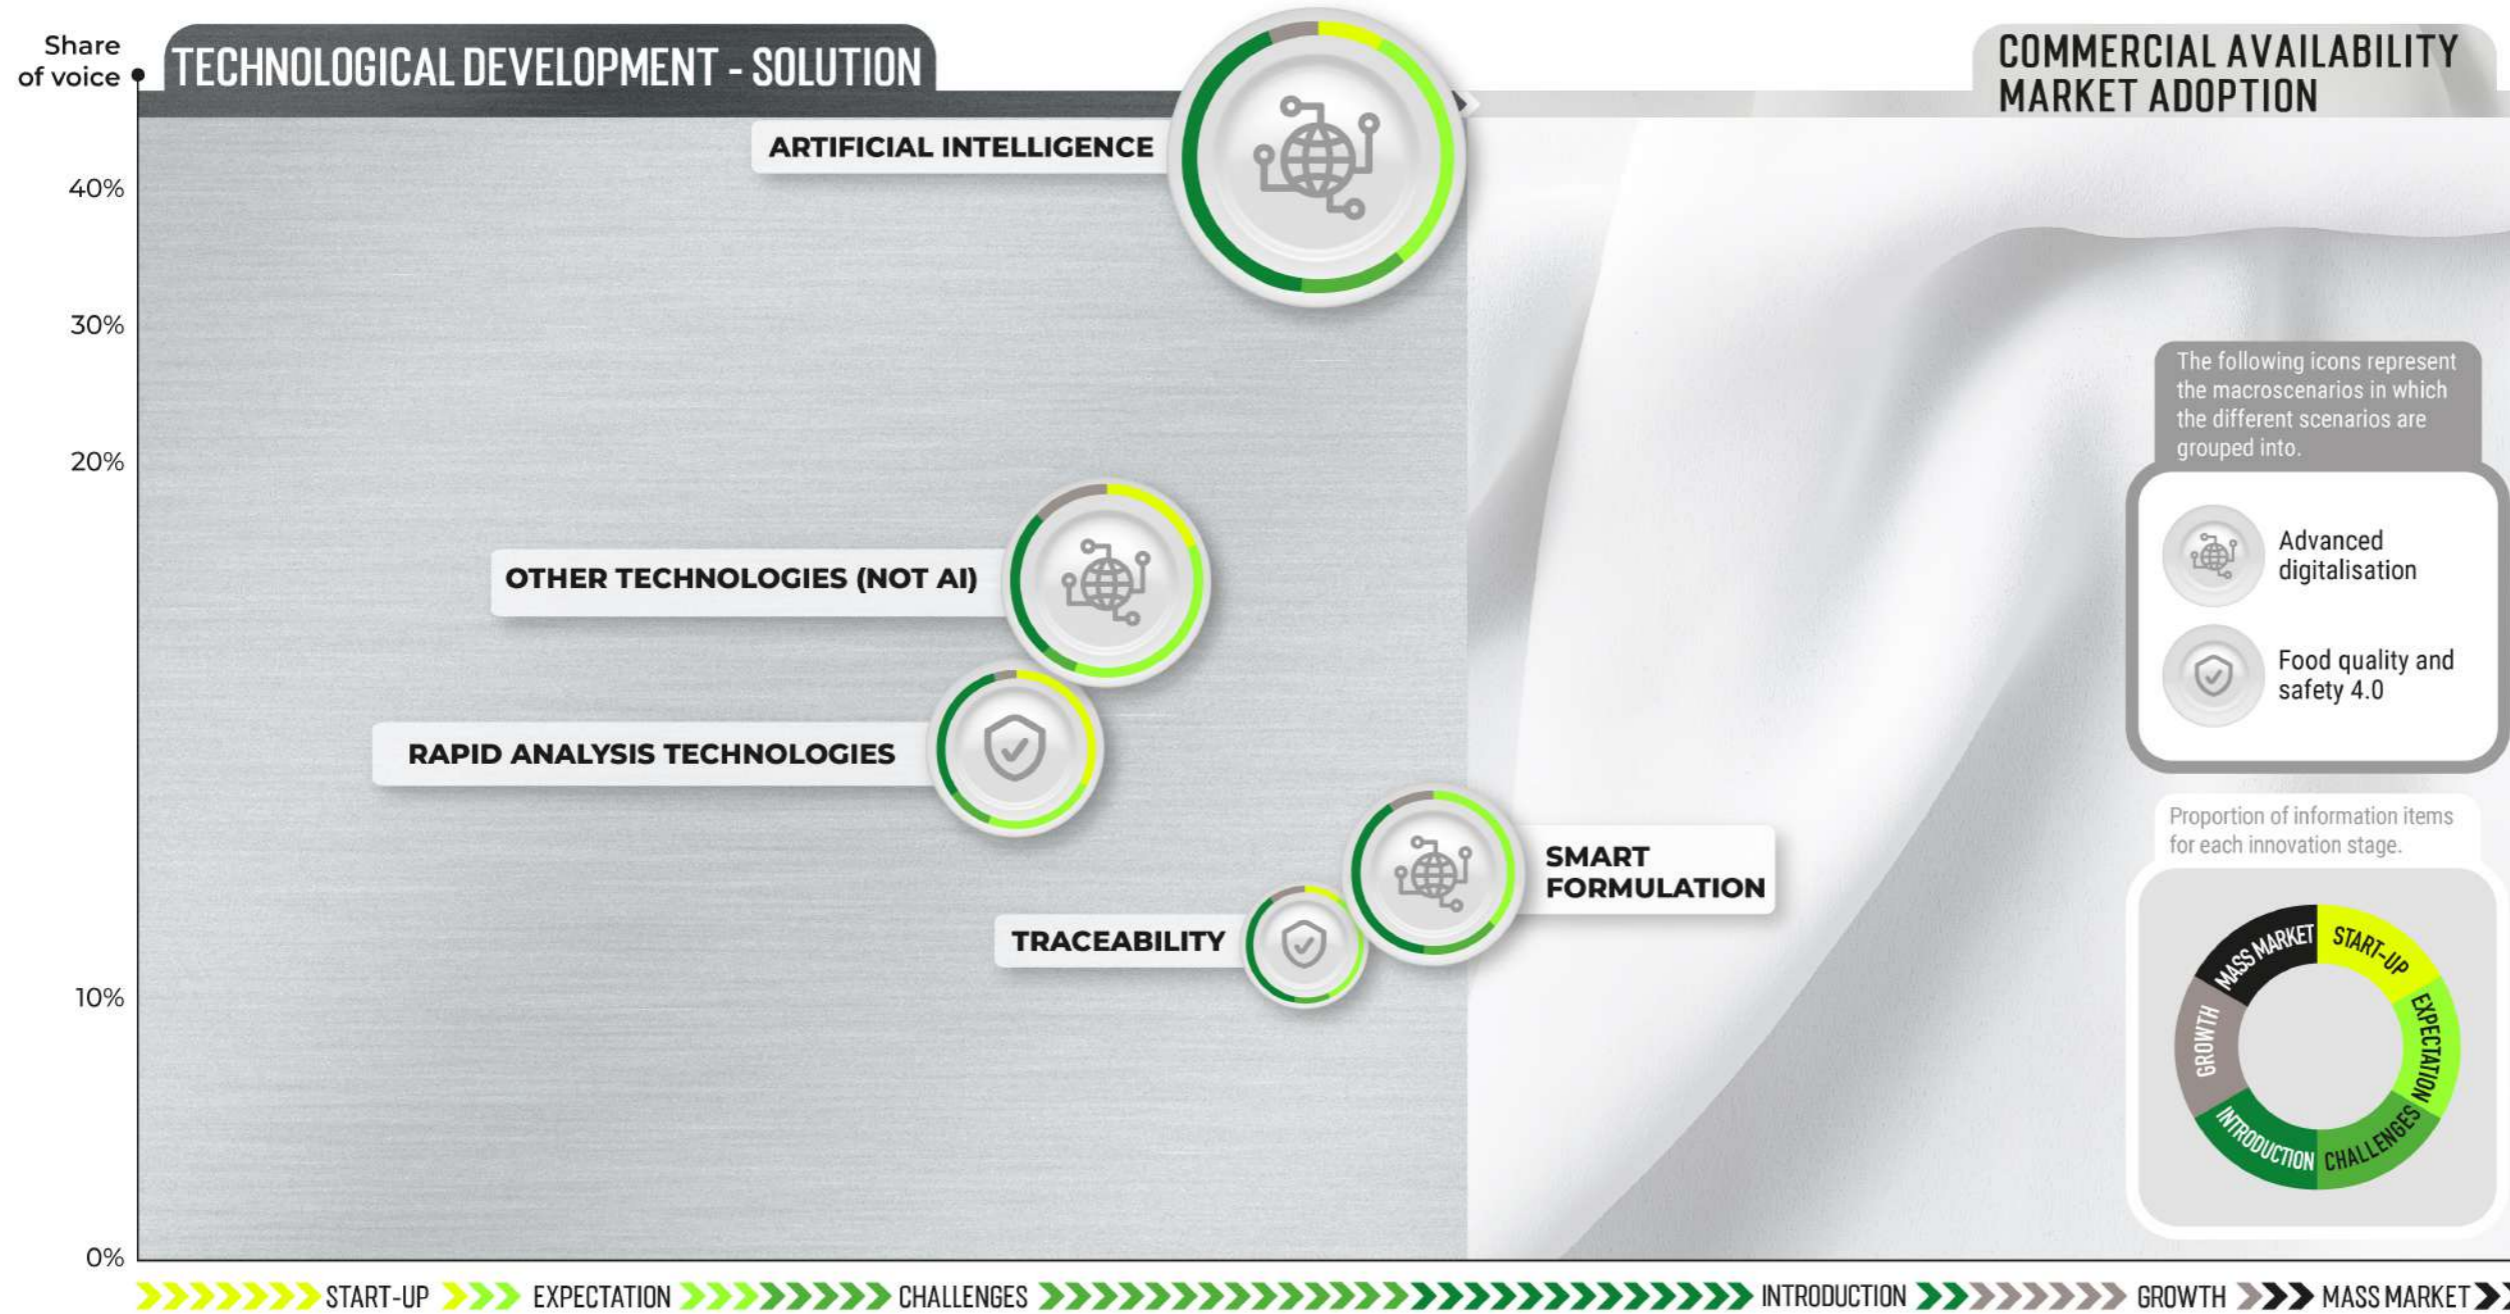 Share
of voice
TECHNOLOGICAL DEVELOPMENT - SOLUTION
COMMERCIAL AVAILABILITY
MARKET ADOPTION
ARTIFICIAL INTELLIGENCE
40%
30%
20%
10%
0%
OTHER TECHNOLOGIES (NOT AI)
RAPID ANALYSIS TECHNOLOGIES
SMART
FORMULATION
TRACEABILITY
The following icons represent
the macroscenarios in which
the different scenarios are
grouped into.
Advanced
digitalisation
Food quality and
safety 4.0
Proportion of information items
for each innovation stage.
START-UP
EXPECTATION
CHALLENGES
INTRODUCTION
GROWTH
MASS MARKET
START-UP EXPECTATION CHALLENGES INTRODUCTION GROWTH MASS MARKET